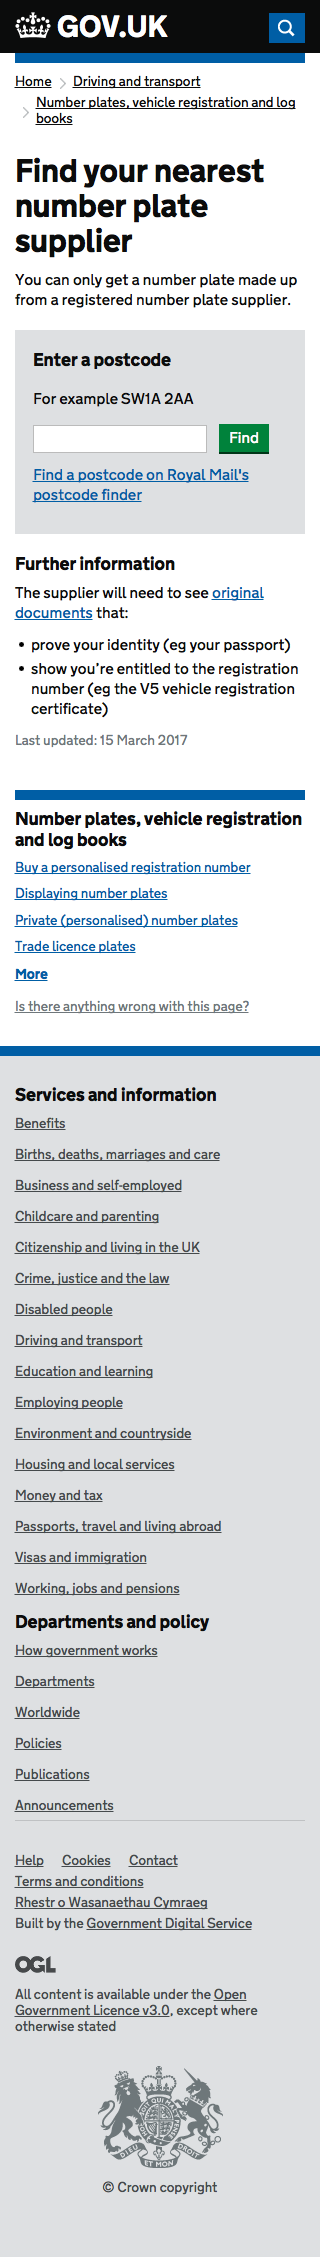 GOV.UK
Home Driving and transport
Number plates, vehicle registration and log
books
Find your nearest
number plate
supplier
You can only get a number plate made up
from a registered number plate supplier.
Enter a postcode
For example SW1A 2AA
Find
Find a postcode on Royal Mail's
postcode finder
Further information
The supplier will need to see original
documents that:
• prove your identity (eg your passport)
• show you’re entitled to the registration
number (eg the V5 vehicle registration
certificate)
Last updated: 15 March 2017
Number plates, vehicle registration
and log books
Buy a personalised registration number
Displaying number plates
Private (personalised) number plates
Trade licence plates
More
Is there anything wrong with this page?
Services and information
Benefits
Births, deaths, marriages and care
Business and self-employed
Childcare and parenting
Citizenship and living in the UK
Crime, justice and the law
Disabled people
Driving and transport
Education and learning
Employing people
Environment and countryside
Housing and local services
Money and tax
Passports, travel and living abroad
Visas and immigration
Working, jobs and pensions
Departments and policy
How government works
Departments
Worldwide
Policies
Publications
Announcements
Help Cookies Contact
Terms and conditions
Rhestr o Wasanaethau Cymraeg
Built by the Government Digital Service
OGL
All content is available under the Open
Government Licence v3.0, except where
otherwise stated
DIEU ET MON DROIT
© Crown copyright